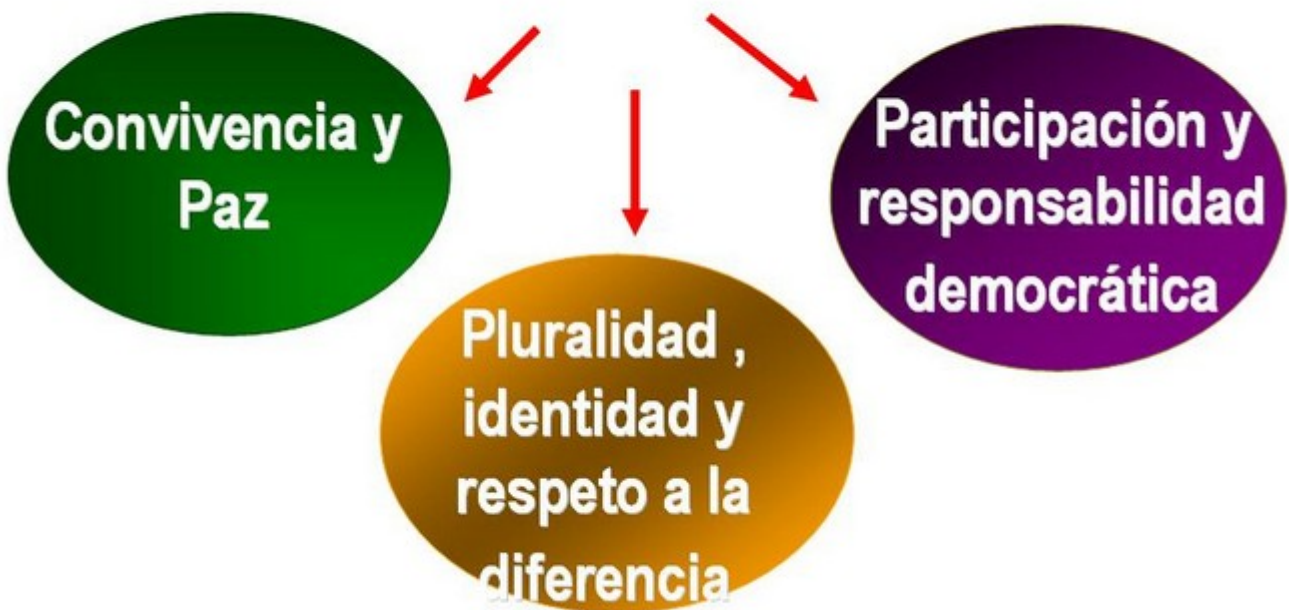 Convivencia y
Paz
Participación y
responsabilidad
democrática
Pluralidad ,
identidad y
respeto a la
diferencia